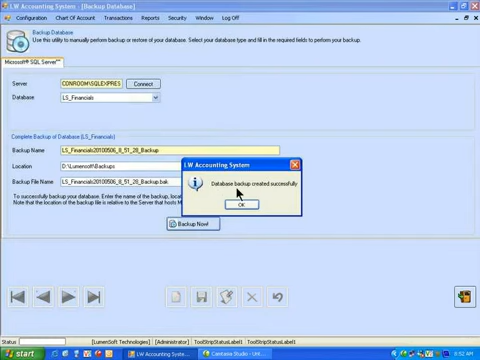 LW Accounting System - [Backup Database]
Configuration Chart Of Account Transactions Reports Security Window Log Off
Backup Database
Use this utility to manually perform backup or restore of your database. Select your database type and fill in the required fields to perform your backup.
Microsoft® SQL Server™
Server CONROOM\SQLEXPRES Connect
Database LS_Financials
Complete Backup of Database (LS_Financials)
Backup Name LS_Financials20100506_8_51_28_Backup
Location D:\Lumensoft\Backups
Backup File Name LS_Financials20100506_8_51_28_Backup.bak
LW Accounting System
Database backup created successfully
OK
To successfully backup your database. Enter the name of the backup, locat
Note that the location of the backup file is relative to the Server that hosts M
Backup Now!
Status [LumenSoft Technologies] [Administrator] ToolStripStatusLabel1 ToolStripStatusLabel1
start LW Accounting Syste... Camtasia Studio - Unt... 8:52 AM